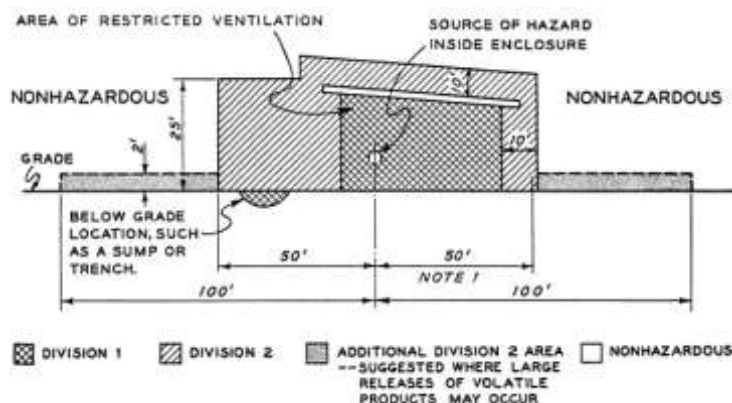 AREA OF RESTRICTED VENTILATION
SOURCE OF HAZARD
INSIDE ENCLOSURE
NONHAZARDOUS
NONHAZARDOUS
10'
25'
10'
2'
GRADE
BELOW GRADE
LOCATION, SUCH
AS A SUMP OR
TRENCH.
50'
50'
NOTE 1
100'
100'
DIVISION 1
DIVISION 2
ADDITIONAL DIVISION 2 AREA
--SUGGESTED WHERE LARGE
RELEASES OF VOLATILE
PRODUCTS MAY OCCUR
NONHAZARDOUS